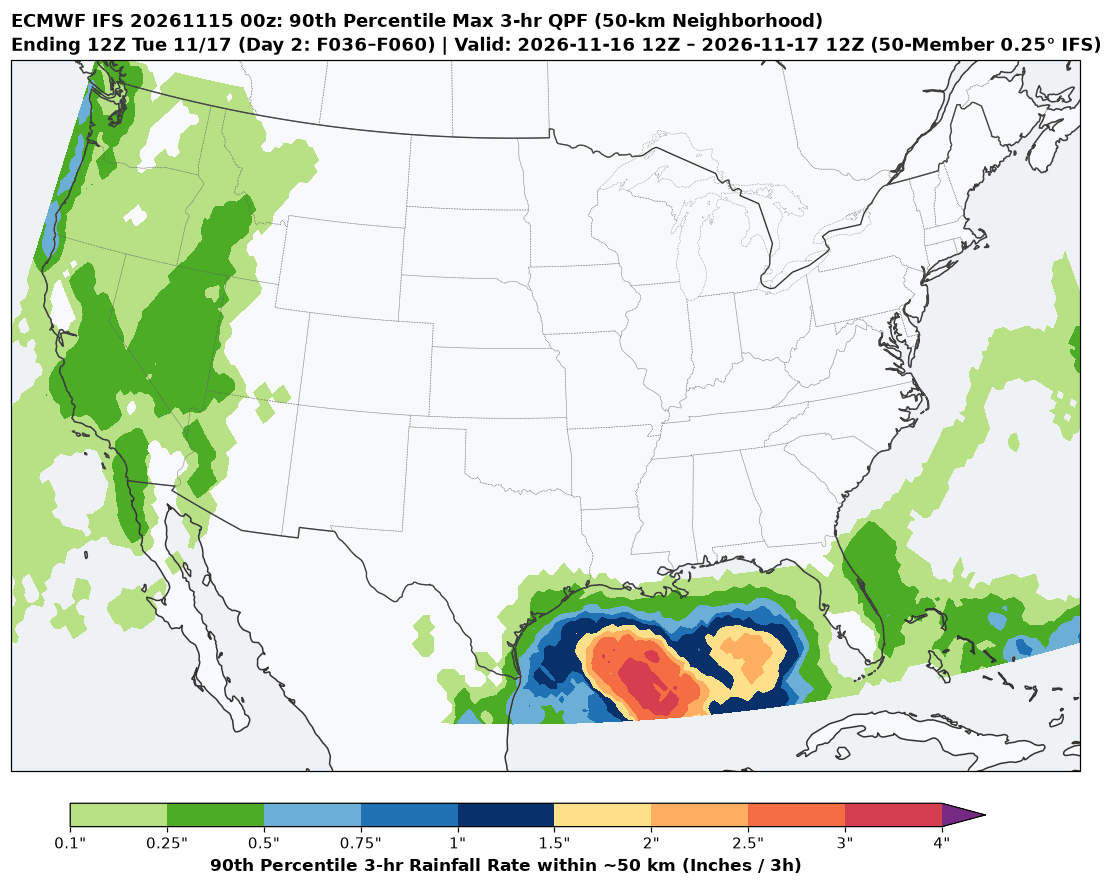 ECMWF IFS 20261115 00z: 90th Percentile Max 3-hr QPF (50-km Neighborhood)
Ending 12Z Tue 11/17 (Day 2: F036–F060) | Valid: 2026-11-16 12Z – 2026-11-17 12Z (50-Member 0.25° IFS)
0.1" 0.25" 0.5" 0.75" 1" 1.5" 2" 2.5" 3" 4"
90th Percentile 3-hr Rainfall Rate within ~50 km (Inches / 3h)